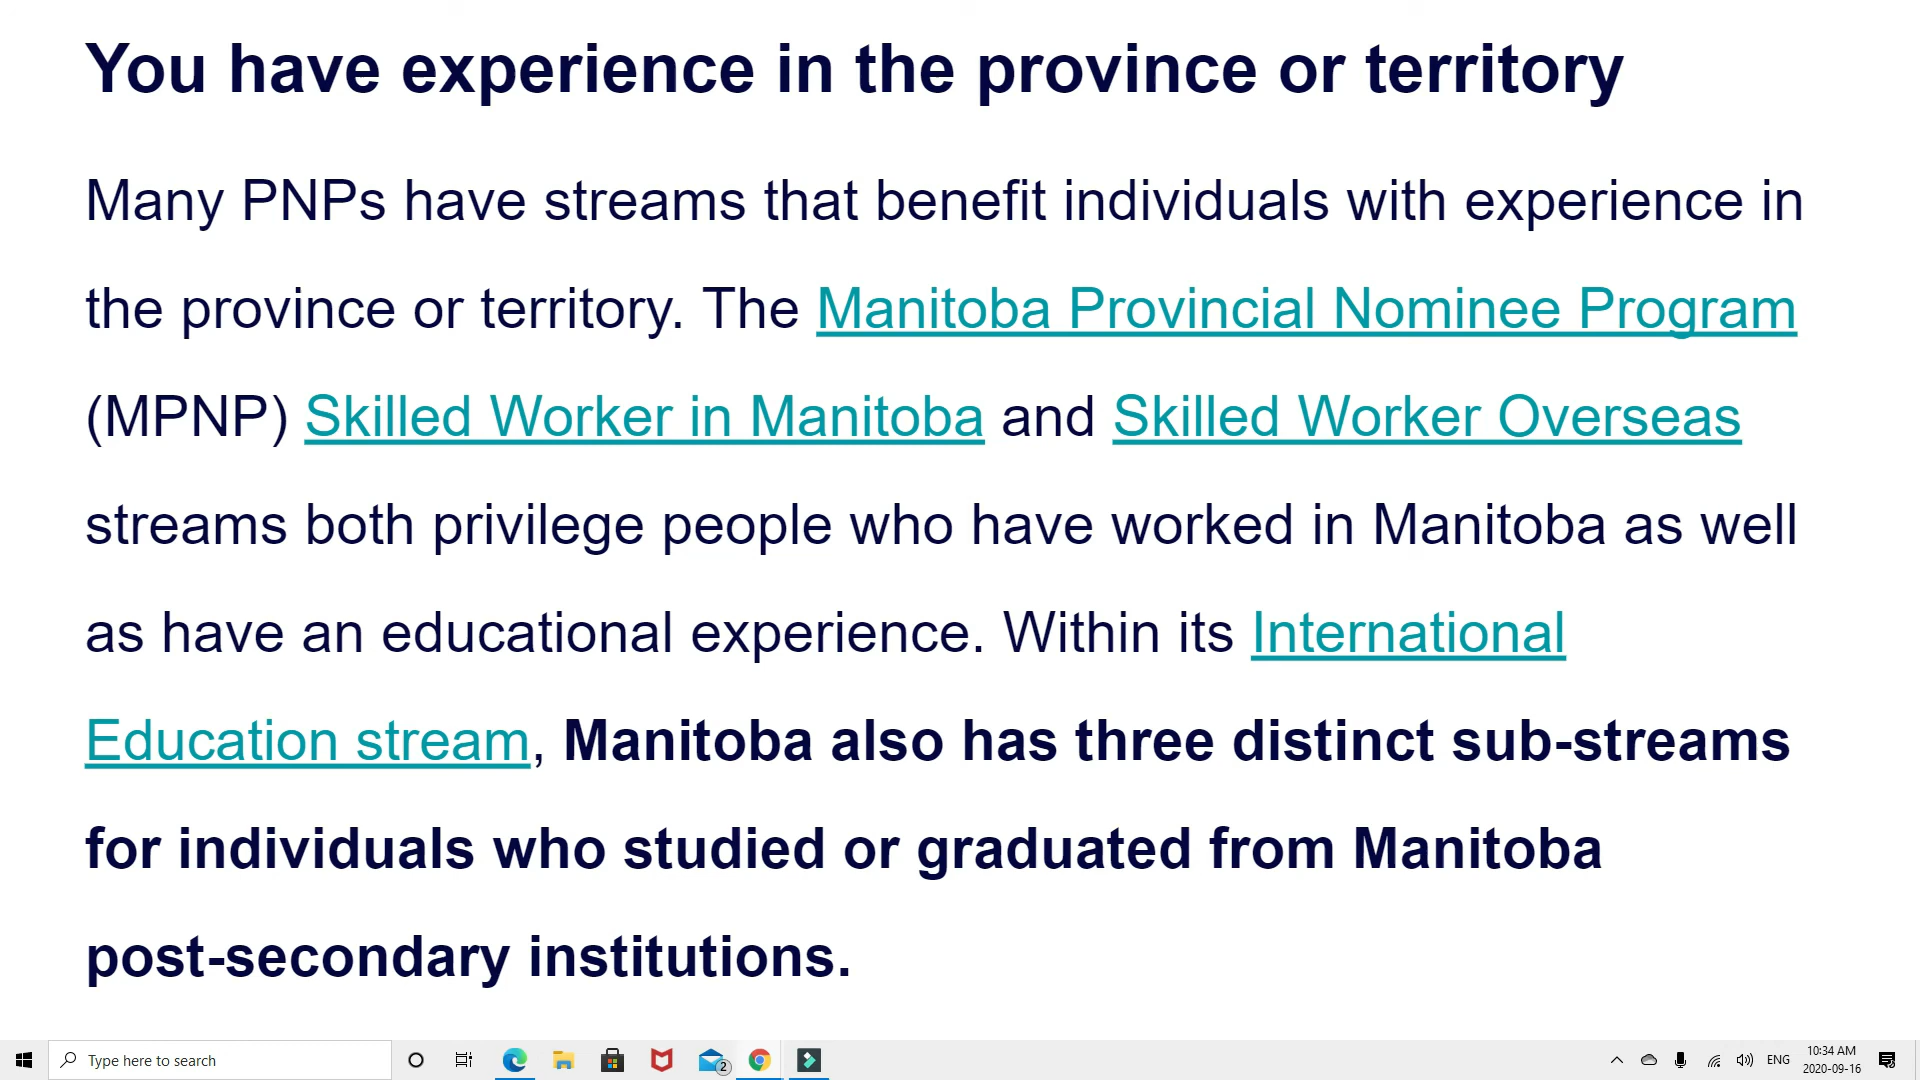 You have experience in the province or territory
Many PNPs have streams that benefit individuals with experience in
the province or territory. The Manitoba Provincial Nominee Program
(MPNP) Skilled Worker in Manitoba and Skilled Worker Overseas
streams both privilege people who have worked in Manitoba as well
as have an educational experience. Within its International
Education stream, Manitoba also has three distinct sub-streams
for individuals who studied or graduated from Manitoba
post-secondary institutions.
Type here to search
2
ENG
10:34 AM
2020-09-16